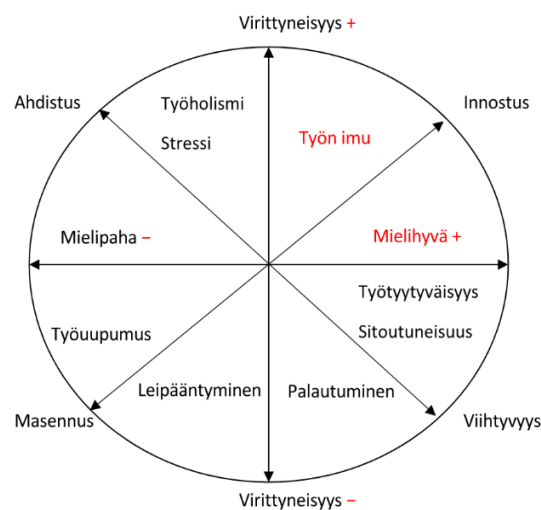 Virittyneisyys +
Ahdistus
Työholismi
Innostus
Stressi
Työn imu
Mielipaha −
Mielihyvä +
Työtyytyväisyys
Työuupumus
Sitoutuneisuus
Leipääntyminen
Palautuminen
Masennus
Viihtyvyys
Virittyneisyys −